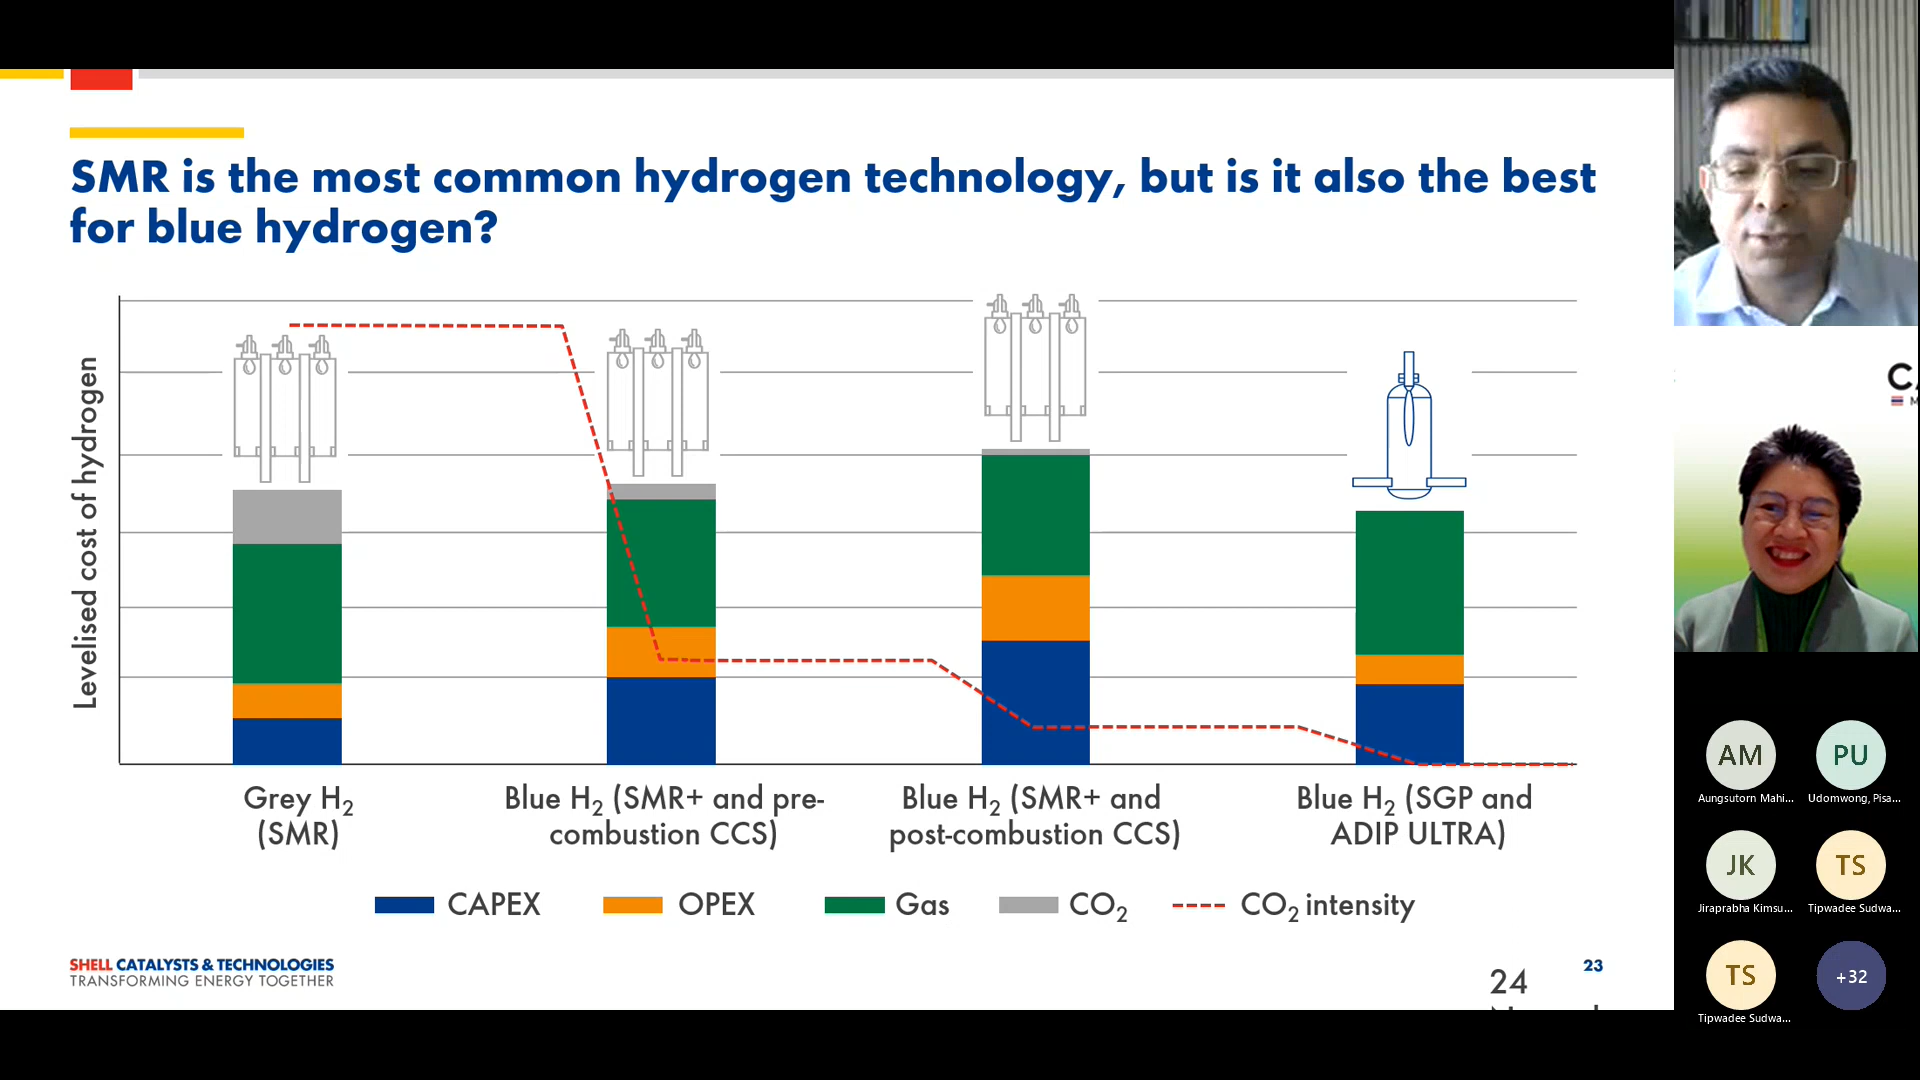 SMR is the most common hydrogen technology, but is it also the best
for blue hydrogen?
Levelised cost of hydrogen
Grey H₂
(SMR)
Blue H₂ (SMR+ and pre-
combustion CCS)
Blue H₂ (SMR+ and
post-combustion CCS)
Blue H₂ (SGP and
ADIP ULTRA)
CAPEX
OPEX
Gas
CO₂
CO₂ intensity
SHELL CATALYSTS & TECHNOLOGIES
TRANSFORMING ENERGY TOGETHER
23
24
AM
Aungsutorn Mahi...
PU
Udomwong, Pisa...
JK
Jiraprabha Kimsu...
TS
Tipwadee Sudwa...
TS
Tipwadee Sudwa...
+32